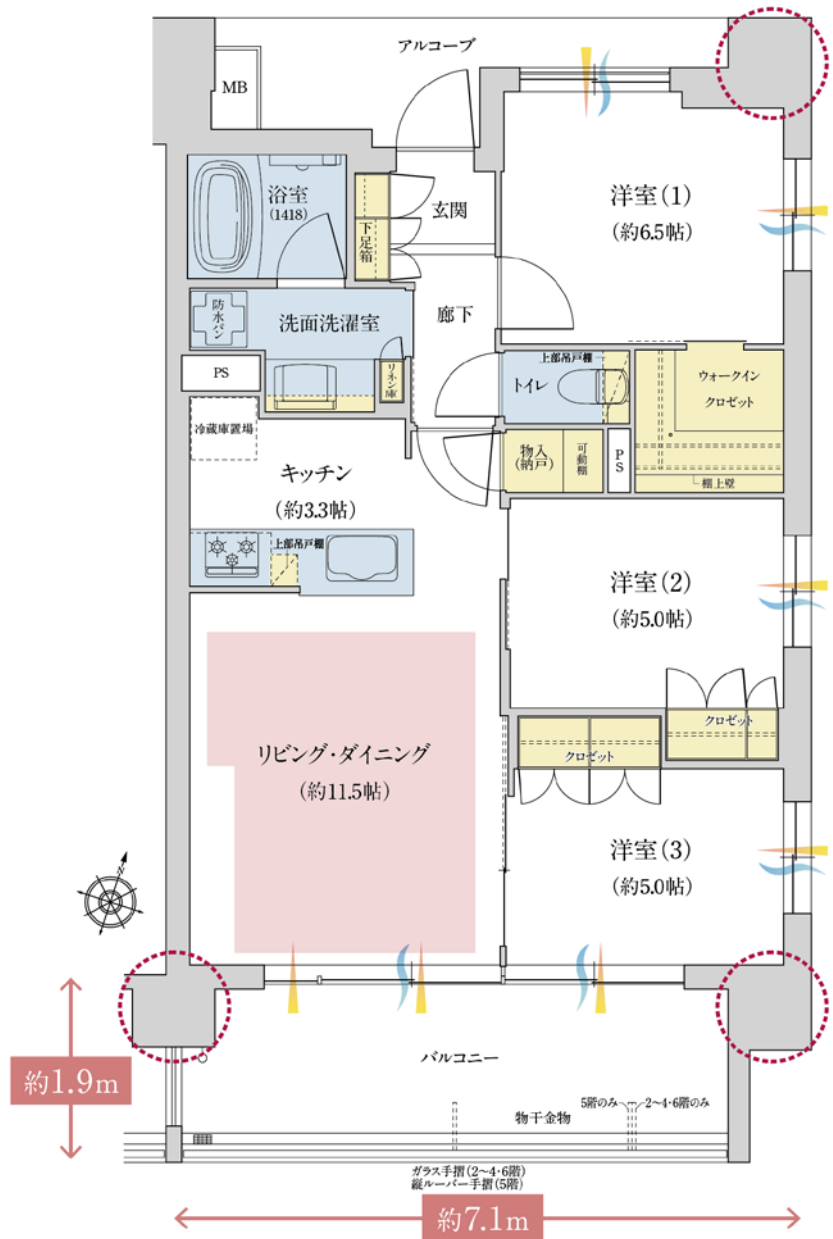 アルコーブ
MB
浴室
(1418)
下足箱
玄関
洋室(1)
(約6.5帖)
防水パン
洗面洗濯室
廊下
リネン庫
PS
上部吊戸棚
トイレ
ウォークイン
クロゼット
冷蔵庫置場
キッチン
(約3.3帖)
物入
(納戸)
可動棚
PS
棚上壁
上部吊戸棚
洋室(2)
(約5.0帖)
クロゼット
クロゼット
リビング・ダイニング
(約11.5帖)
洋室(3)
(約5.0帖)
N
約1.9m
バルコニー
5階のみ
2〜4・6階のみ
物干金物
ガラス手摺(2〜4・6階)
縦ルーバー手摺(5階)
約7.1m